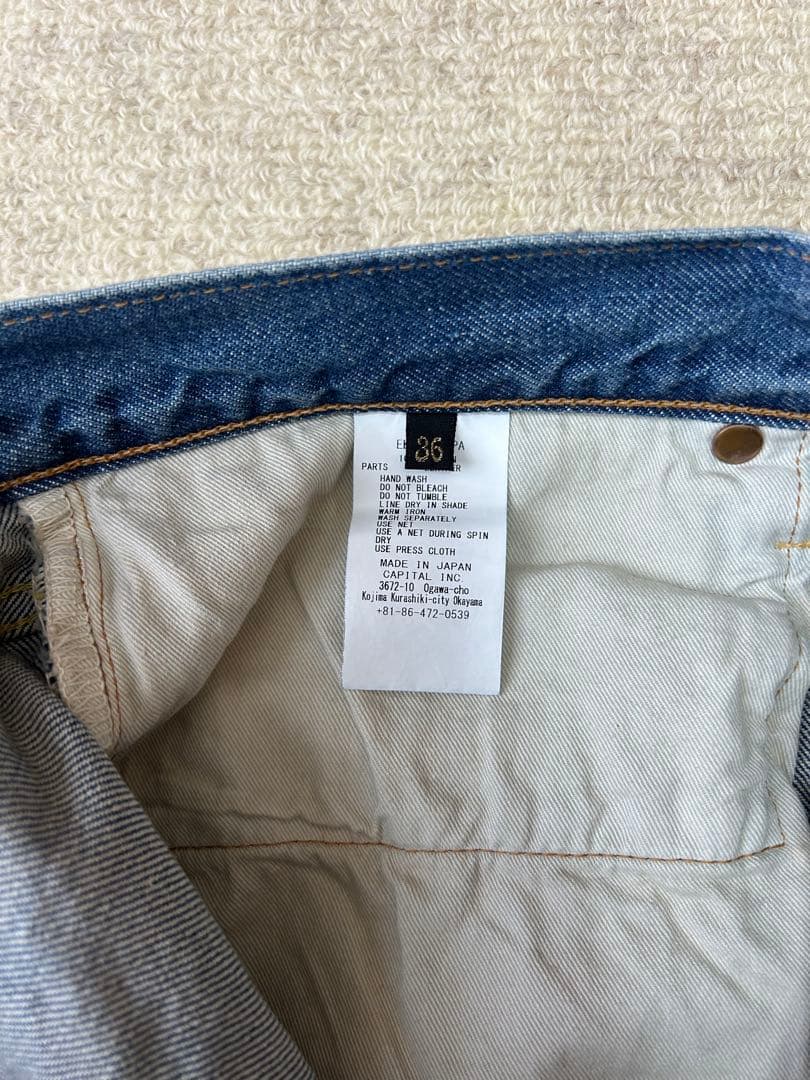 36
PARTS
HAND WASH
DO NOT BLEACH
DO NOT TUMBLE
LINE DRY IN SHADE
WARM IRON
WASH SEPARATELY
USE NET
USE A NET DURING SPIN
DRY
USE PRESS CLOTH
MADE IN JAPAN
CAPITAL INC.
3672-10 Ogawa-cho
Kojima Kurashiki-city Okayama
+81-86-472-0539